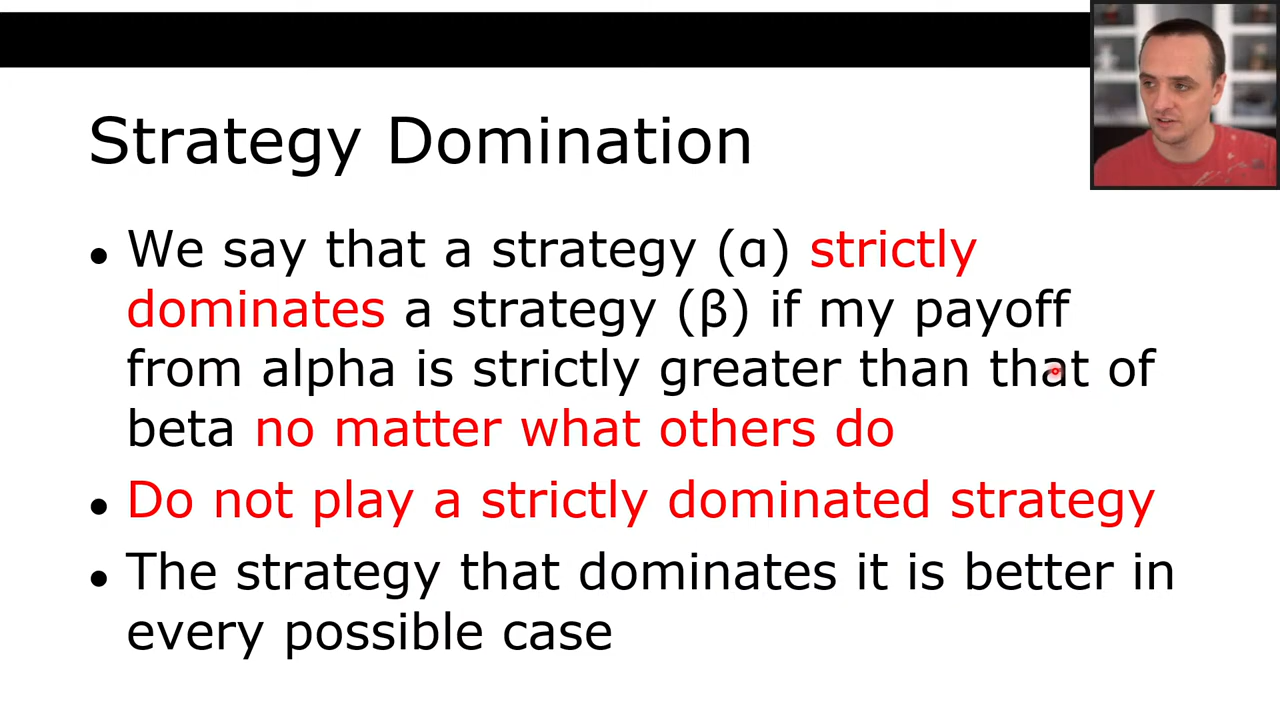 Strategy Domination
• We say that a strategy (α) strictly
dominates a strategy (β) if my payoff
from alpha is strictly greater than that of
beta no matter what others do
• Do not play a strictly dominated strategy
• The strategy that dominates it is better in
every possible case